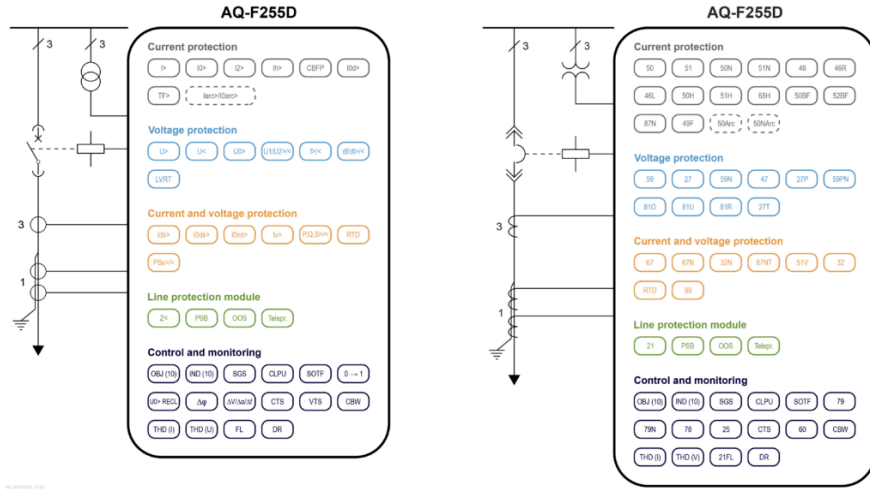 AQ-F255D
3
3
Current protection
I> I0> I2> Ih> CBFP I0d>
TF> Iarc>/I0arc>
Voltage protection
U> U< U0> U1/U2>/< f>/< df/dt>/<
LVRT
Current and voltage protection
Idir> I0dir> I0int> Iv> P,Q,S>/< RTD
PSx>/<
Line protection module
Z< PSB OOS Telepr.
Control and monitoring
OBJ (10) IND (10) SGS CLPU SOTF 0 → 1
U0> RECL Δφ ΔV/Δa/Δf CTS VTS CBW
THD (I) THD (U) FL DR
3
1
AQ-F255D
3
3
Current protection
50 51 50N 51N 46 46R
46L 50H 51H 68H 50BF 52BF
87N 49F 50Arc 50NArc
Voltage protection
59 27 59N 47 27P 59PN
81O 81U 81R 27T
Current and voltage protection
67 67N 32N 67NT 51V 32
RTD 99
Line protection module
21 PSB OOS Telepr.
Control and monitoring
OBJ (10) IND (10) SGS CLPU SOTF 79
79N 78 25 CTS 60 CBW
THD (I) THD (V) 21FL DR
3
1